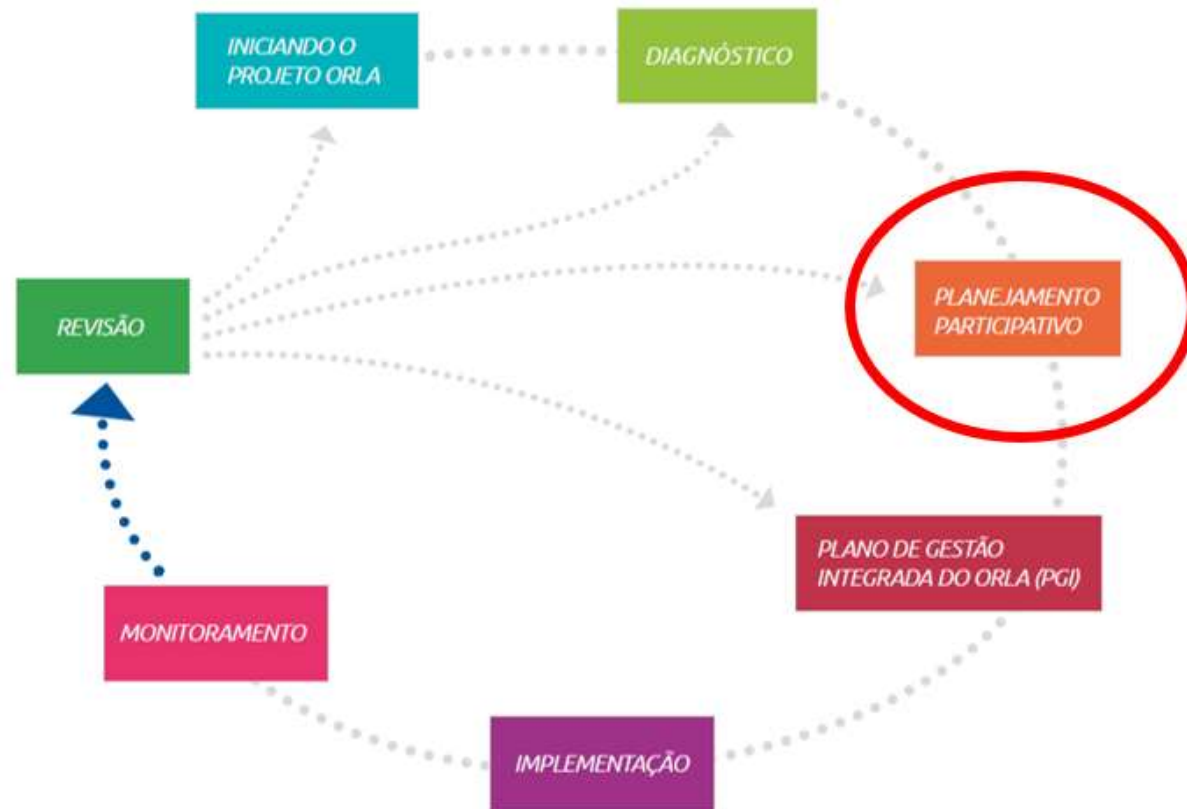 INICIANDO O
PROJETO ORLA
DIAGNÓSTICO
PLANEJAMENTO
PARTICIPATIVO
PLANO DE GESTÃO
INTEGRADA DO ORLA (PGI)
IMPLEMENTAÇÃO
MONITORAMENTO
REVISÃO